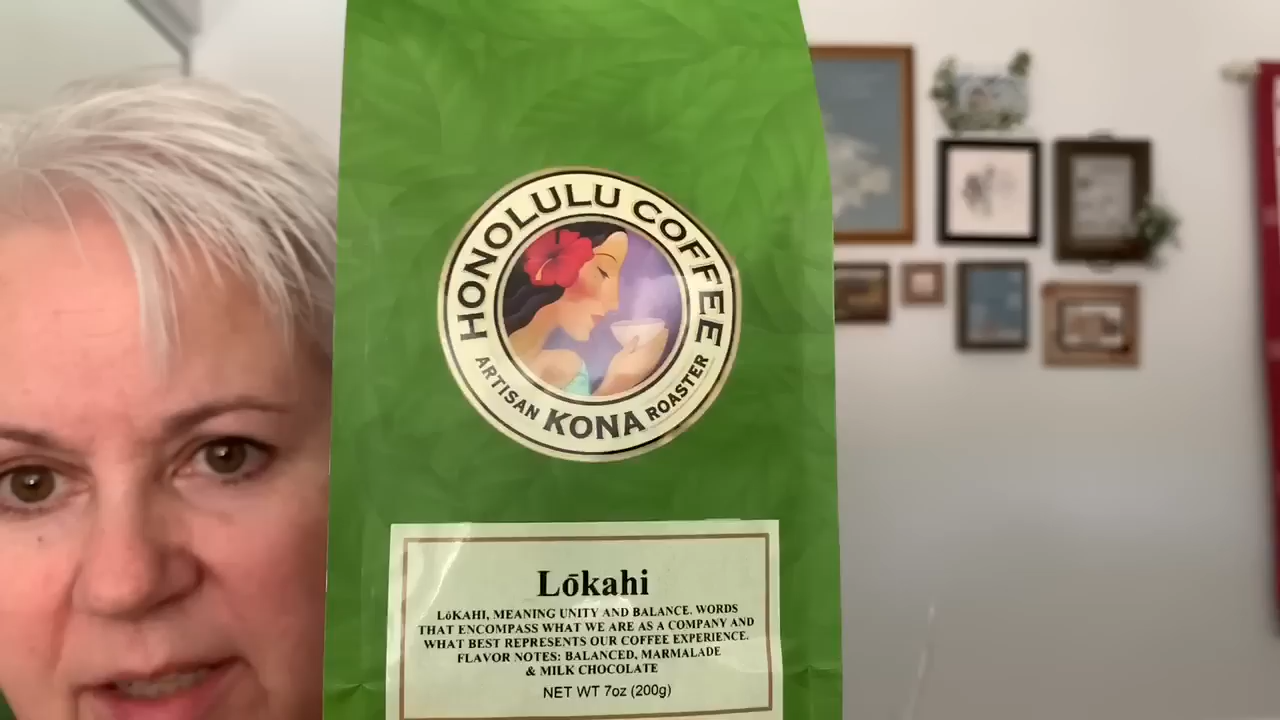 HONOLULU COFFEE
ARTISAN KONA ROASTER
Lōkahi
LōKAHI, MEANING UNITY AND BALANCE. WORDS
THAT ENCOMPASS WHAT WE ARE AS A COMPANY AND
WHAT BEST REPRESENTS OUR COFFEE EXPERIENCE.
FLAVOR NOTES: BALANCED, MARMALADE
& MILK CHOCOLATE
NET WT 7oz (200g)